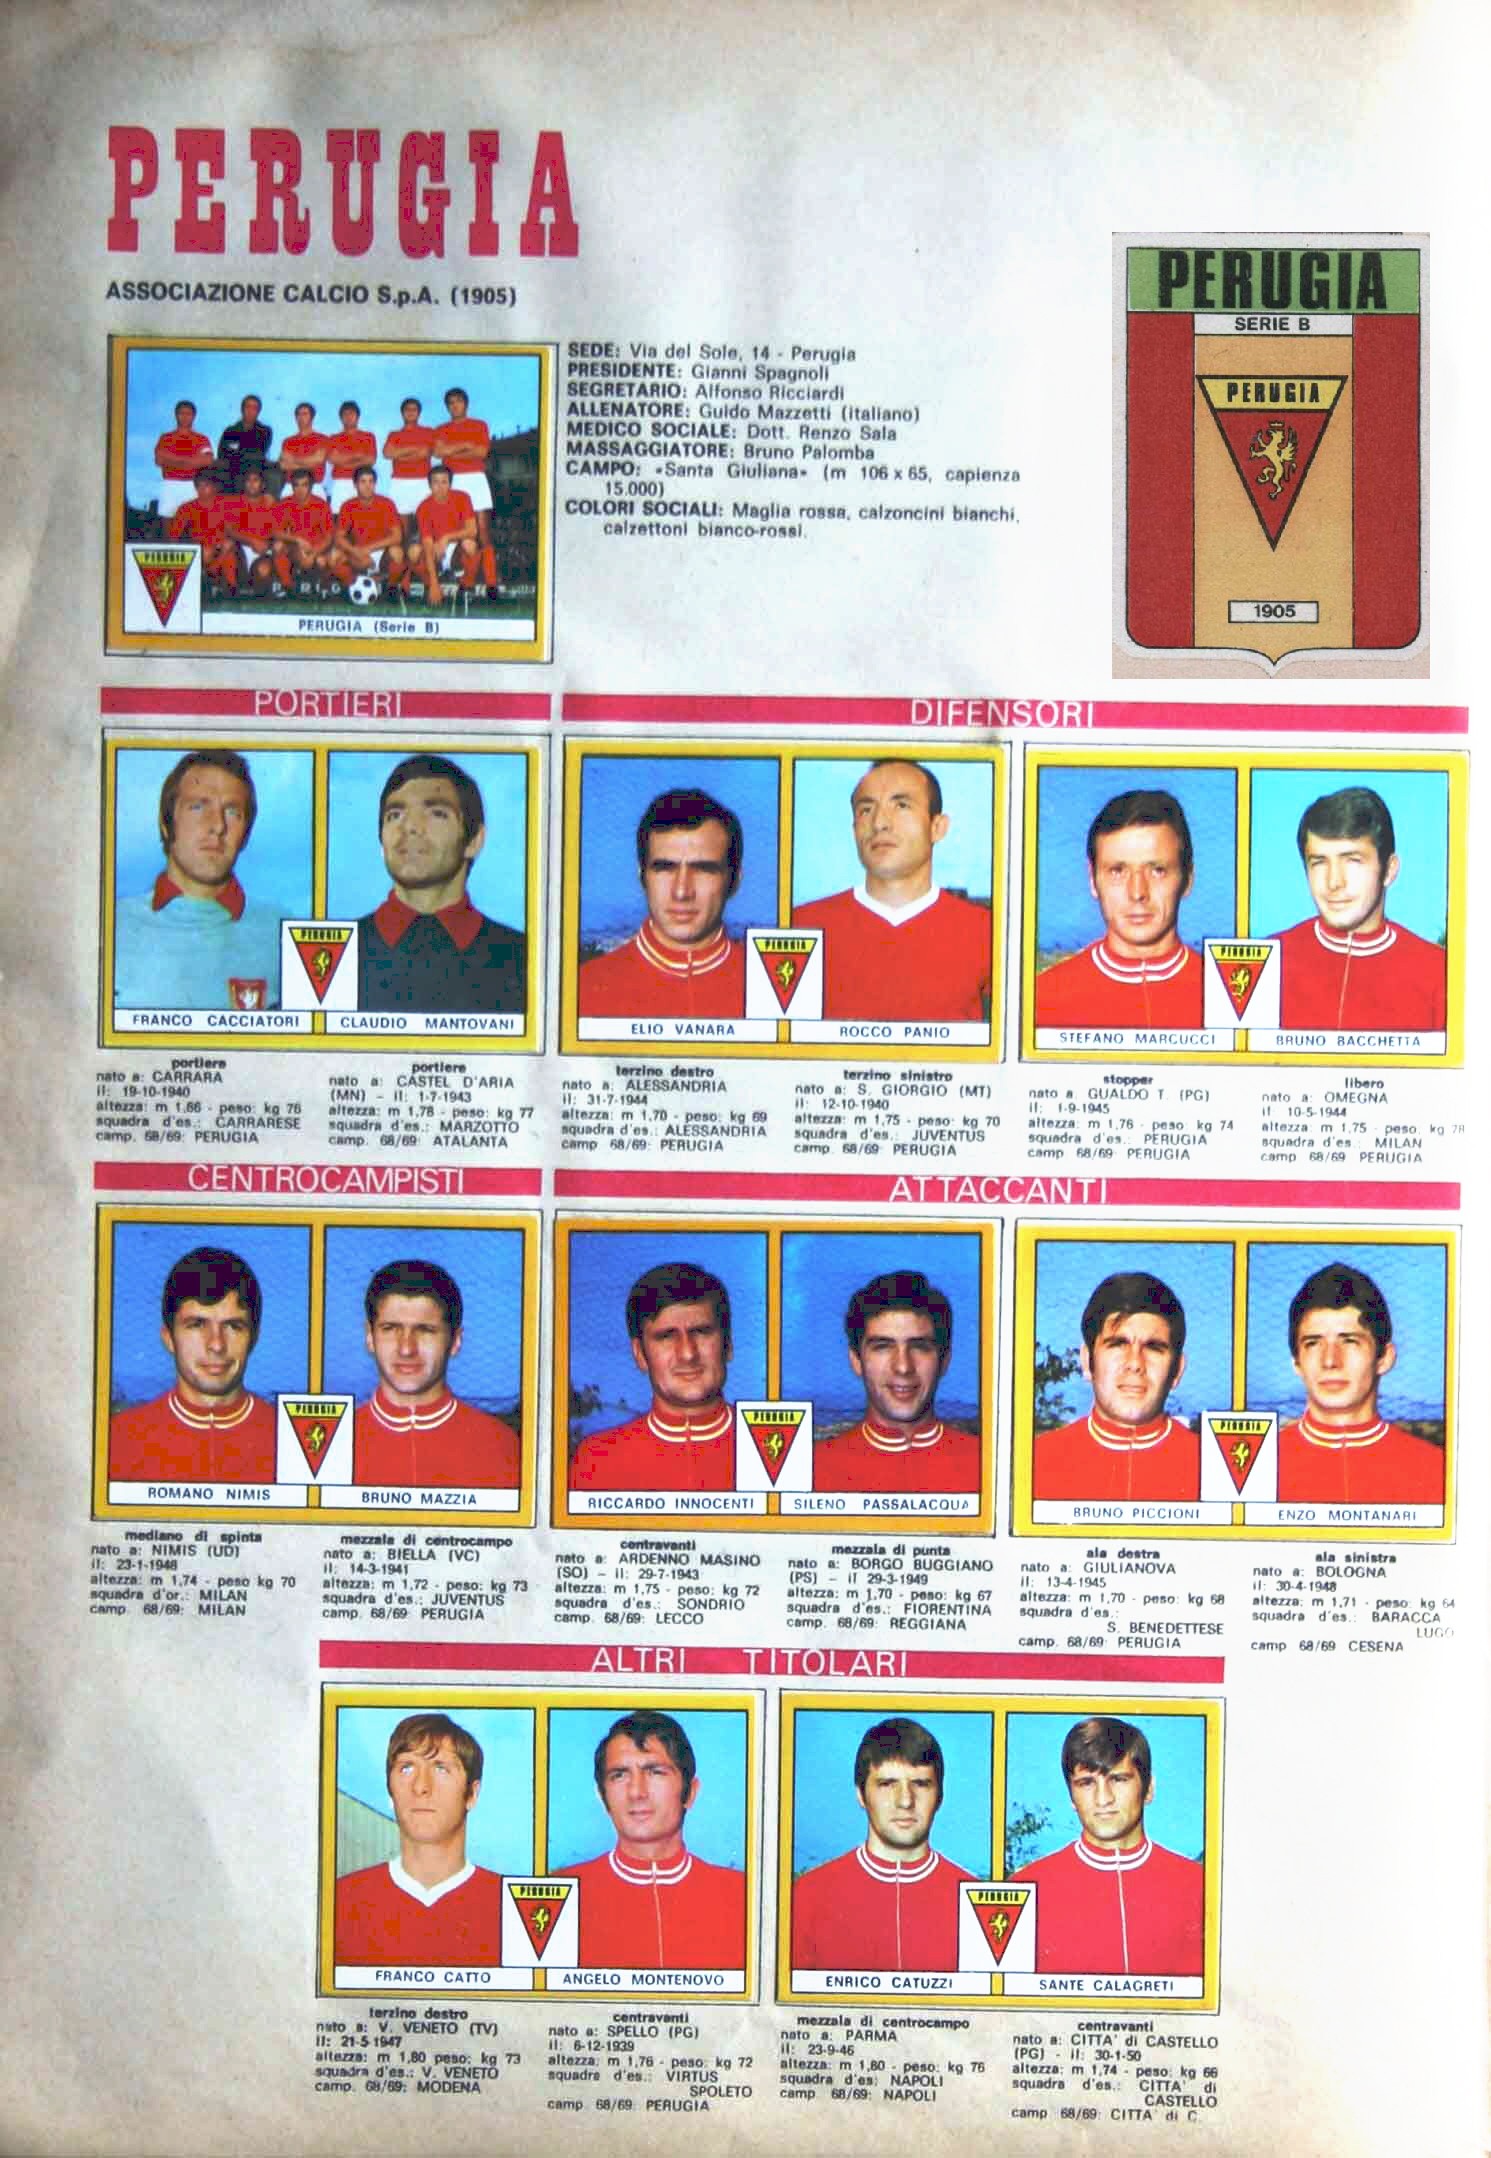 PERUGIA
ASSOCIAZIONE CALCIO S.p.A. (1905)
PERUGIA
SERIE B
PERUGIA
1905
SEDE: Via del Sole, 14 - Perugia
PRESIDENTE: Gianni Spagnoli
SEGRETARIO: Alfonso Ricciardi
ALLENATORE: Guido Mazzetti (italiano)
MEDICO SOCIALE: Dott. Renzo Sala
MASSAGGIATORE: Bruno Palomba
CAMPO: «Santa Giuliana» (m 106 x 65, capienza
15.000)
COLORI SOCIALI: Maglia rossa, calzoncini bianchi,
calzettoni bianco-rossi.
PERUGIA
PERUGIA (Serie B)
PORTIERI
DIFENSORI
PERUGIA
PERUGIA
PERUGIA
FRANCO CACCIATORI
CLAUDIO MANTOVANI
ELIO VANARA
ROCCO PANIO
STEFANO MARCUCCI
BRUNO BACCHETTA
portiere
nato a: CARRARA
il: 19-10-1940
altezza: m 1,86 - peso: kg 76
squadra d'es.: CARRARESE
camp. 68/69: PERUGIA
portiere
nato a: CASTEL D'ARIA
(MN) - il: 1-7-1943
altezza: m 1,78 - peso: kg 77
squadra d'es.: MARZOTTO
camp. 68/69: ATALANTA
terzino destro
nato a: ALESSANDRIA
il: 31-7-1944
altezza: m 1,70 - peso: kg 69
squadra d'es.: ALESSANDRIA
camp. 68/69: PERUGIA
terzino sinistro
nato a: S. GIORGIO (MT)
il: 12-10-1940
altezza: m 1,75 - peso: kg 70
squadra d'es.: JUVENTUS
camp. 68/69: PERUGIA
stopper
nato a: GUALDO T. (PG)
il: 1-9-1945
altezza: m 1,76 - peso: kg 74
squadra d'es.: PERUGIA
camp 68/69: PERUGIA
libero
nato a: OMEGNA
il 10-5-1944
altezza: m 1,75 - peso: kg 78
squadra d'es.: MILAN
camp. 68/69 PERUGIA
CENTROCAMPISTI
ATTACCANTI
PERUGIA
PERUGIA
PERUGIA
ROMANO NIMIS
BRUNO MAZZIA
RICCARDO INNOCENTI
SILENO PASSALACQUA
BRUNO PICCIONI
ENZO MONTANARI
mediano di spinta
nato a: NIMIS (UD)
il: 23-1-1948
altezza: m 1,74 - peso kg 70
squadra d'or.: MILAN
camp. 68/69: MILAN
mezzala di centrocampo
nato a: BIELLA (VC)
il: 14-3-1941
altezza: m 1,72 - peso: kg 73
squadra d'es.: JUVENTUS
camp. 68/69: PERUGIA
centravanti
nato a: ARDENNO MASINO
(SO) - il: 29-7-1943
altezza: m 1,75 - peso: kg 72
squadra d'es.: SONDRIO
camp. 68/69: LECCO
mezzala di punta
nato a: BORGO BUGGIANO
(PS) - il 29-3-1949
altezza: m 1,70 - peso: kg 67
squadra d'es.: FIORENTINA
camp. 68/69: REGGIANA
ala destra
nato a: GIULIANOVA
il: 13-4-1945
altezza: m 1,70 - peso: kg 68
squadra d'es.:
S. BENEDETTESE
camp. 68/69: PERUGIA
ala sinistra
nato a: BOLOGNA
il: 30-4-1948
altezza: m 1,71 - peso: kg 64
squadra d'es.: BARACCA
LUGO
camp 68/69 CESENA
ALTRI TITOLARI
PERUGIA
PERUGIA
FRANCO CATTO
ANGELO MONTENOVO
ENRICO CATUZZI
SANTE CALAGRETI
terzino destro
nato a: V. VENETO (TV)
il: 21-5-1947
altezza: m 1,80 peso: kg 73
squadra d'es.: V. VENETO
camp. 68/69: MODENA
centravanti
nato a: SPELLO (PG)
il: 6-12-1939
altezza: m 1,76 - peso: kg 72
squadra d'es.: VIRTUS
SPOLETO
camp. 68/69: PERUGIA
mezzala di centrocampo
nato a: PARMA
il: 23-9-46
altezza: m 1,80 - peso: kg 76
squadra d'es: NAPOLI
camp. 68/69: NAPOLI
centravanti
nato a: CITTA' di CASTELLO
(PG) - il: 30-1-50
altezza: m 1,74 - peso: kg 66
squadra d'es.: CITTA' di
CASTELLO
camp. 68/69: CITTA' di C.